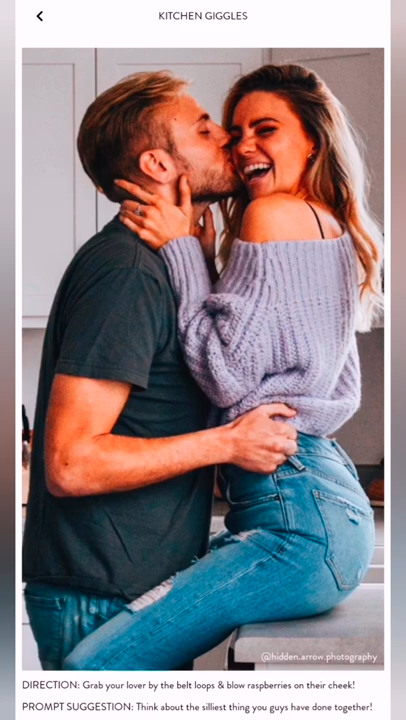 KITCHEN GIGGLES
@hidden.arrow.photography
DIRECTION: Grab your lover by the belt loops & blow raspberries on their cheek!
PROMPT SUGGESTION: Think about the silliest thing you guys have done together!